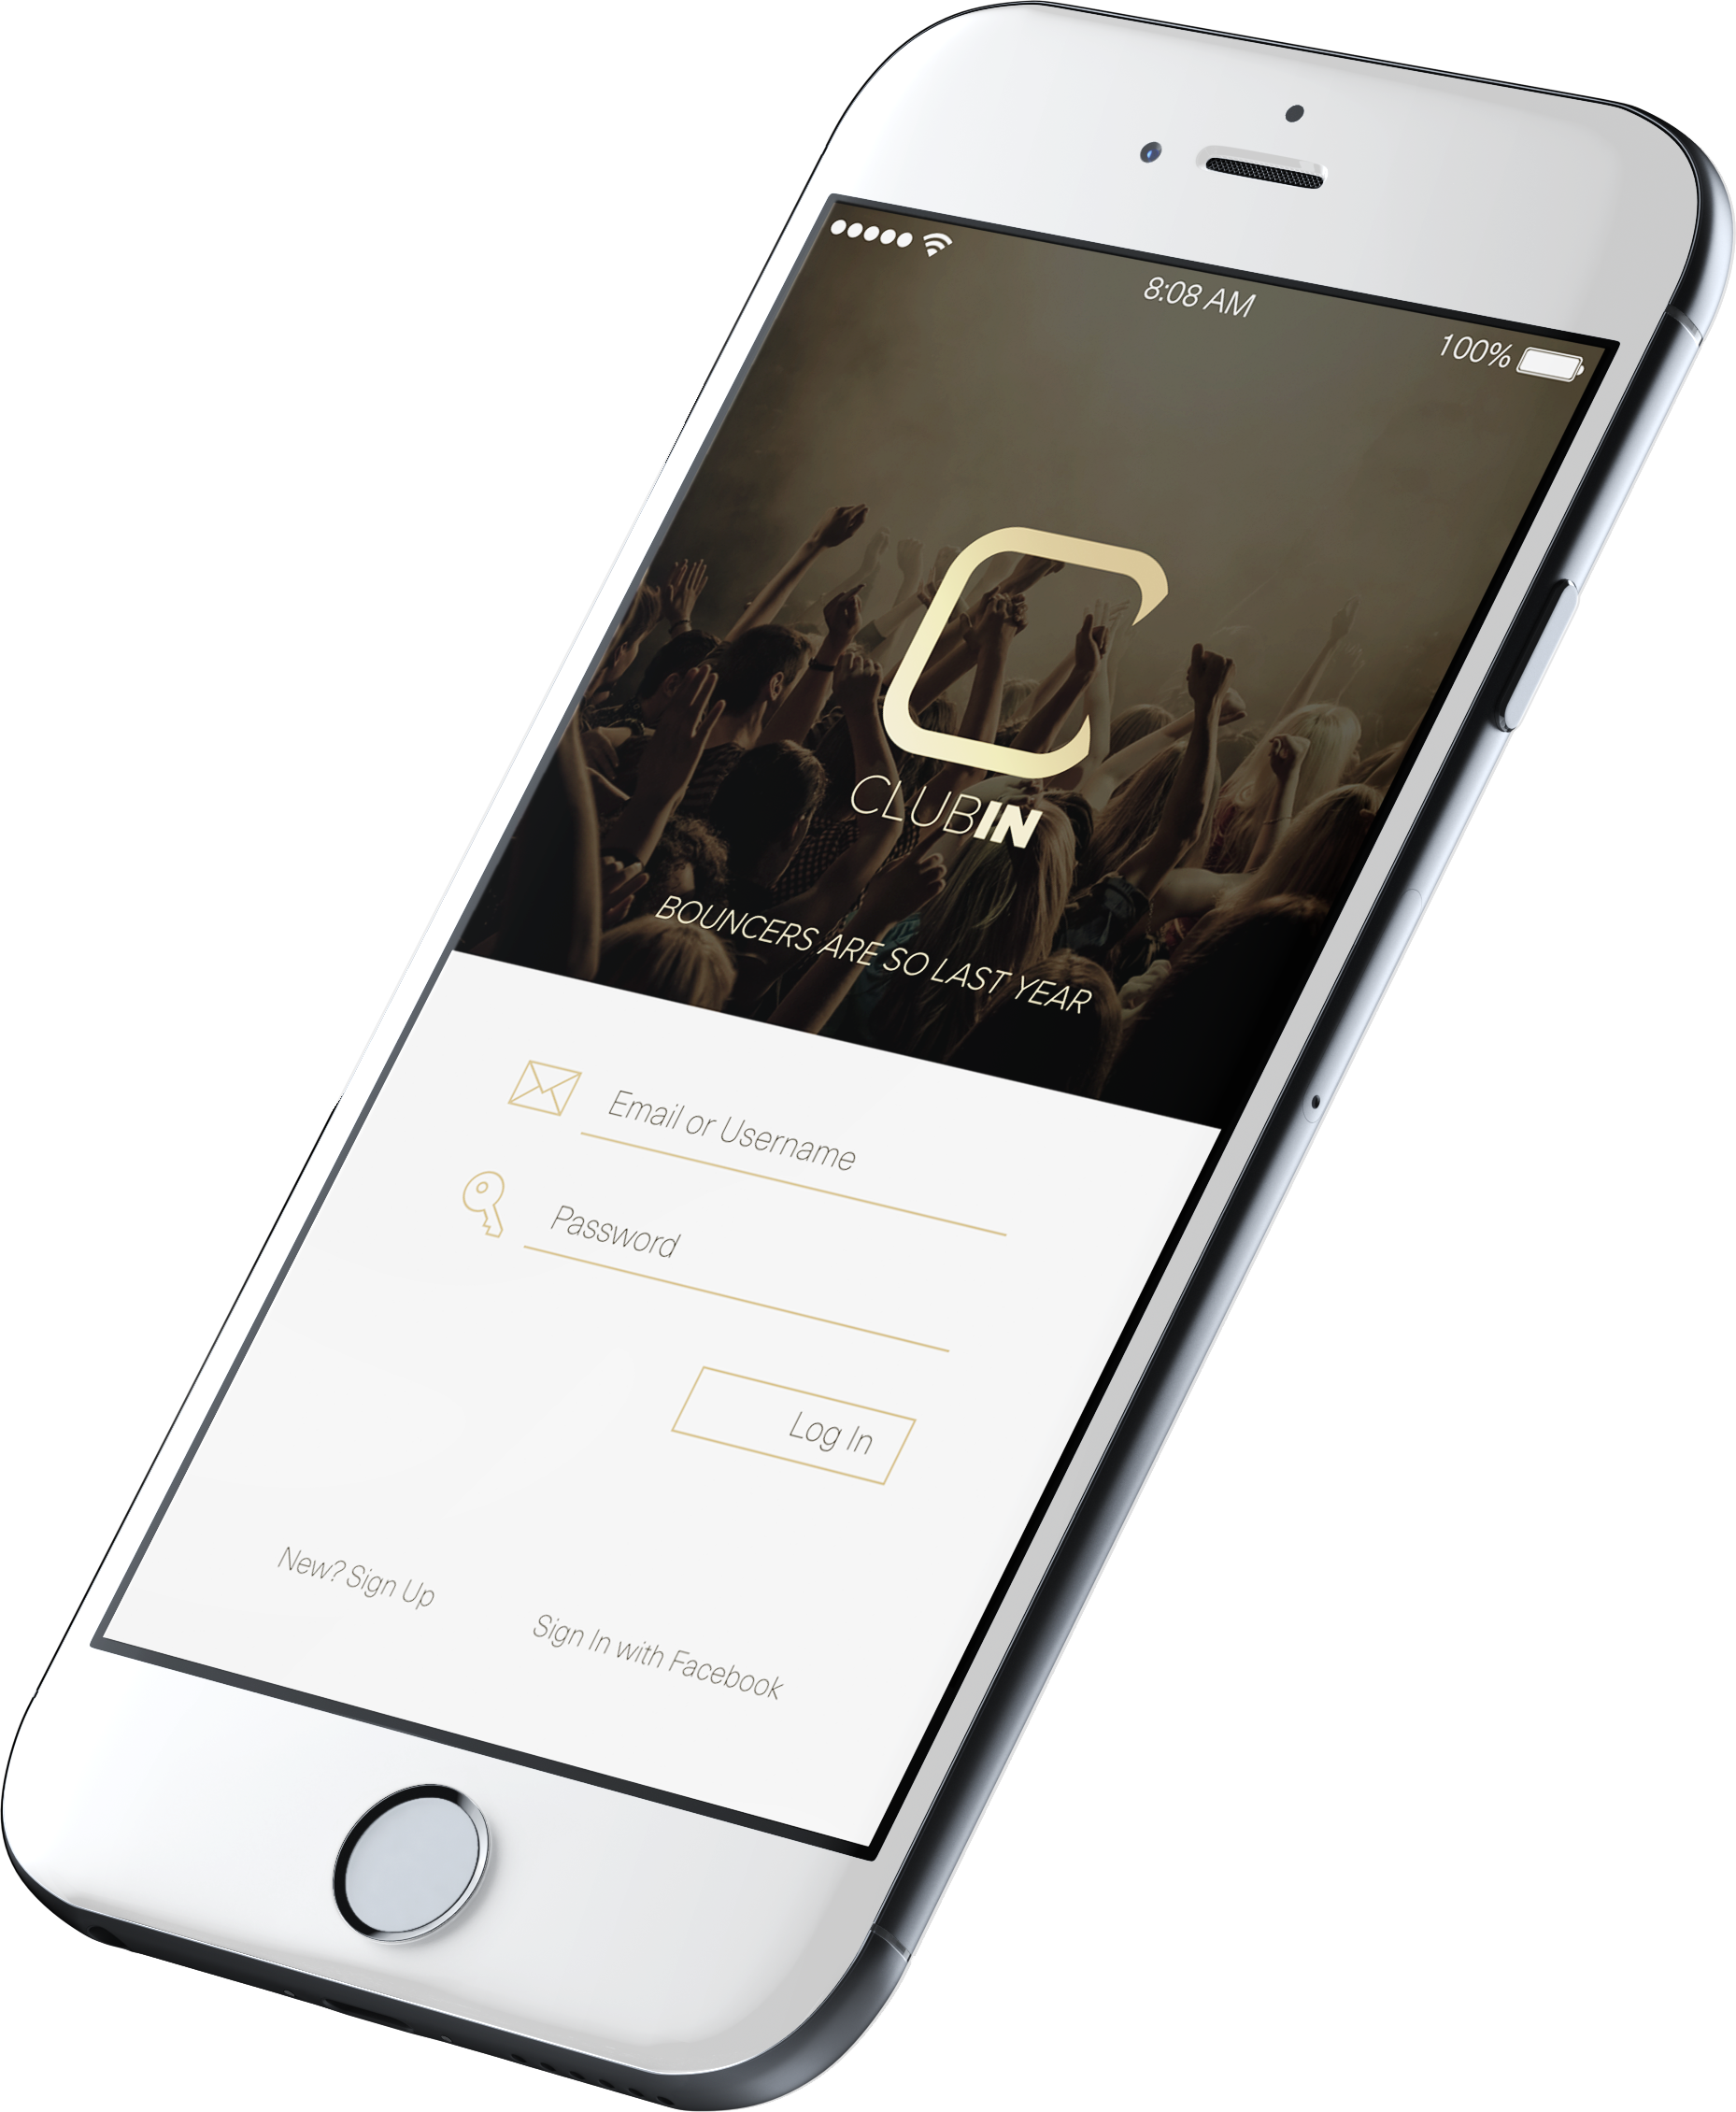 8:08 AM
100%
CLUBIN
BOUNCERS ARE SO LAST YEAR
Email or Username
Password
Log In
New? Sign Up
Sign In with Facebook